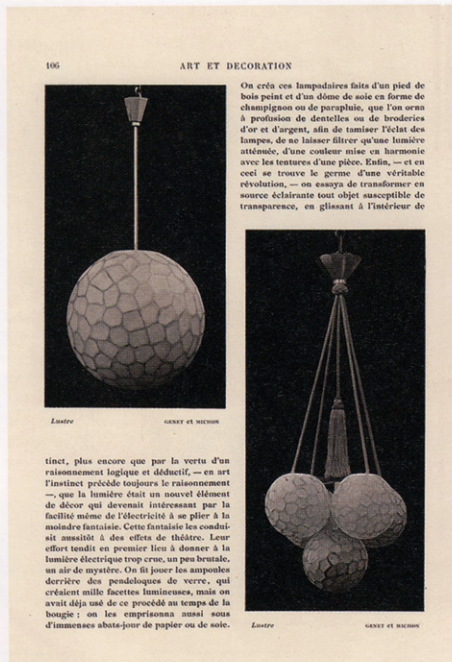 106
ART ET DECORATION
Lustre
GENET et MICHON
tinct, plus encore que par la vertu d'un
raisonnement logique et déductif, — en art
l'instinct précède toujours le raisonnement
—, que la lumière était un nouvel élément
de décor qui devenait intéressant par la
facilité même de l'électricité à se plier à la
moindre fantaisie. Cette fantaisie les condui-
sit aussitôt à des effets de théâtre. Leur
effort tendit en premier lieu à donner à la
lumière électrique trop crue, un peu brutale,
un air de mystère. On fit jouer les ampoules
derrière des pendeloques de verre, qui
créaient mille facettes lumineuses, mais on
avait déjà usé de ce procédé au temps de la
bougie ; on les emprisonna aussi sous
d'immenses abats-jour de papier ou de soie.
On créa ces lampadaires faits d'un pied de
bois peint et d'un dôme de soie en forme de
champignon ou de parapluie, que l'on orna
à profusion de dentelles ou de broderies
d'or et d'argent, afin de tamiser l'éclat des
lampes, de ne laisser filtrer qu'une lumière
atténuée, d'une couleur mise en harmonie
avec les tentures d'une pièce. Enfin, — et en
ceci se trouve le germe d'une véritable
révolution, — on essaya de transformer en
source éclairante tout objet susceptible de
transparence, en glissant à l'intérieur de
Lustre
GENET et MICHON